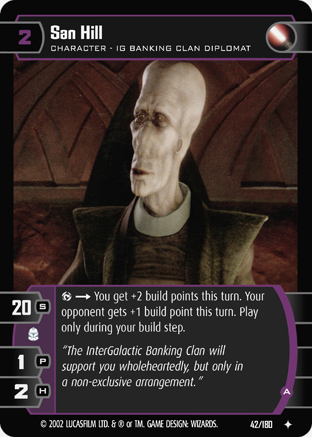 2 San Hill
CHARACTER - IG BANKING CLAN DIPLOMAT
20 S
1 P
2 H
→ You get +2 build points this turn. Your
opponent gets +1 build point this turn. Play
only during your build step.
"The InterGalactic Banking Clan will
support you wholeheartedly, but only in
a non-exclusive arrangement."
A
© 2002 LUCASFILM LTD. & ® or TM. GAME DESIGN: WIZARDS. 42/180